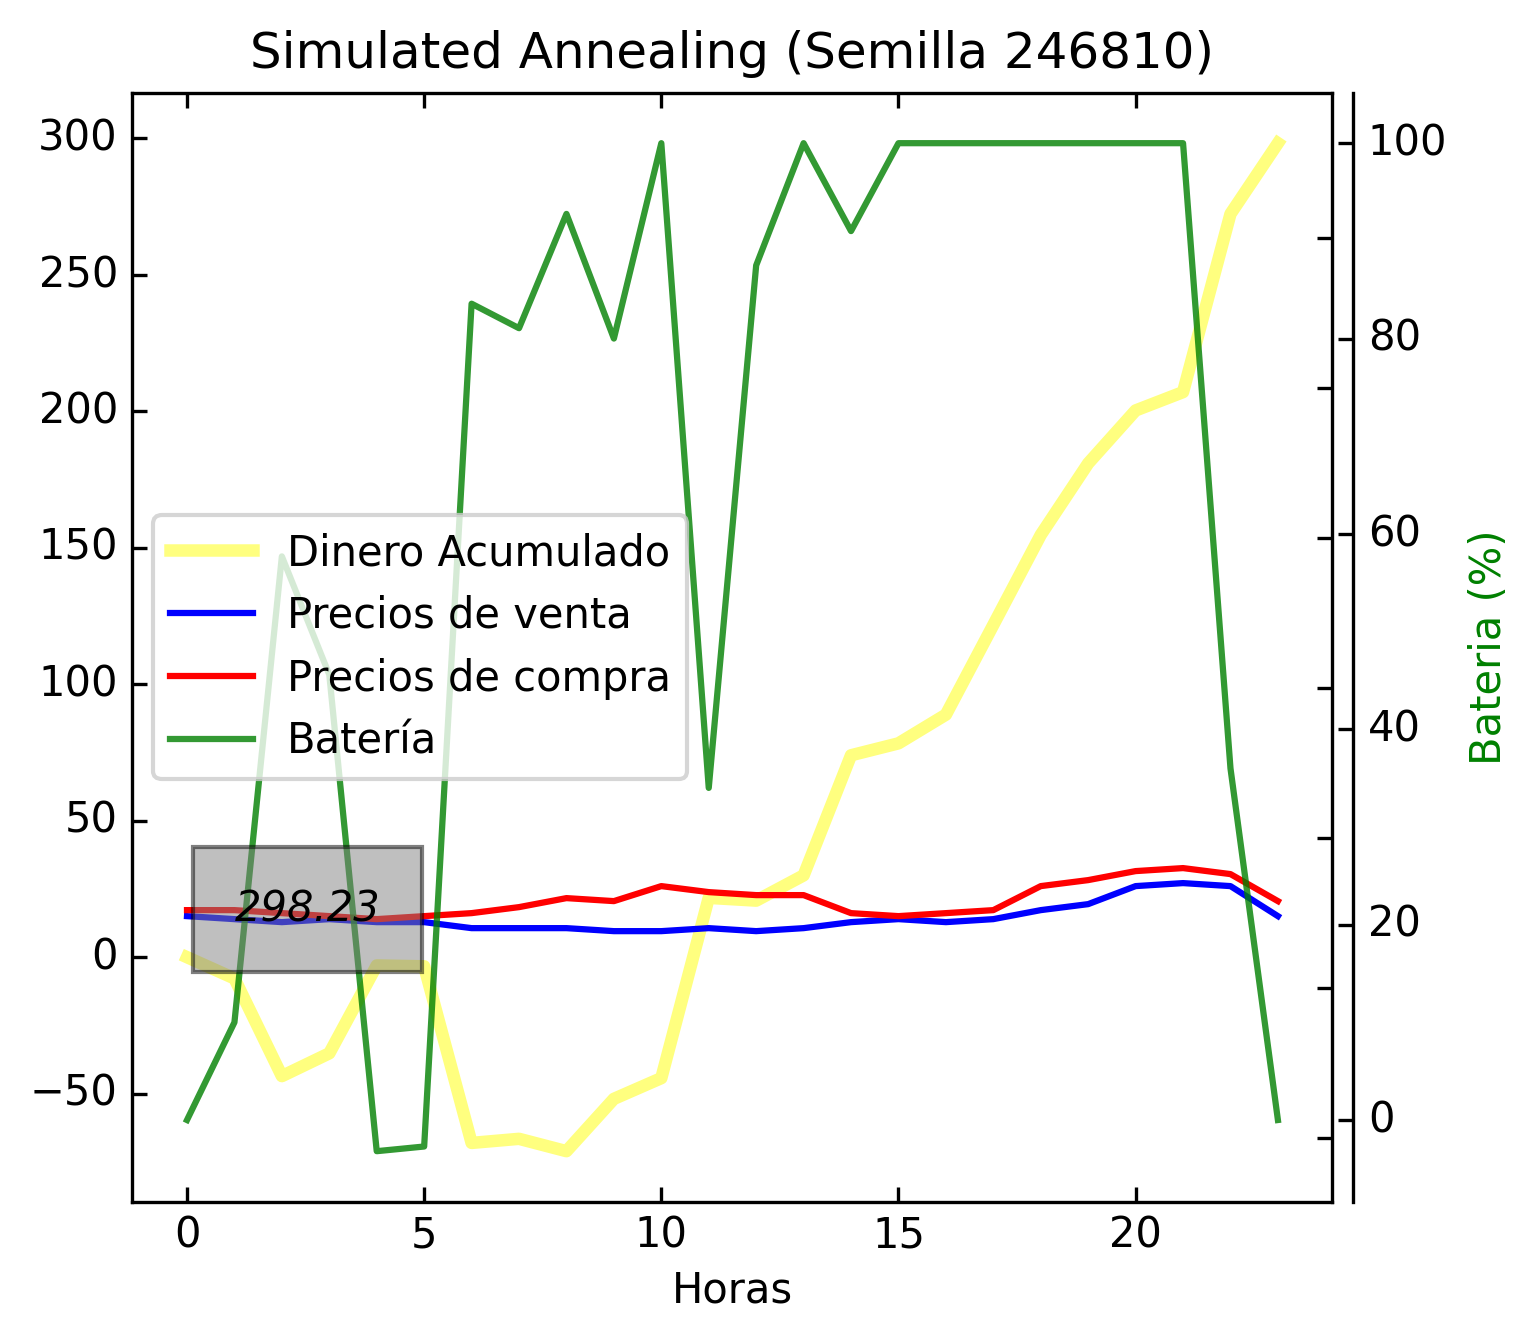 Simulated Annealing (Semilla 246810)
300
250
200
150
100
50
0
−50
100
80
60
40
20
0
Bateria (%)
Dinero Acumulado
Precios de venta
Precios de compra
Batería
298.23
0 5 10 15 20
Horas